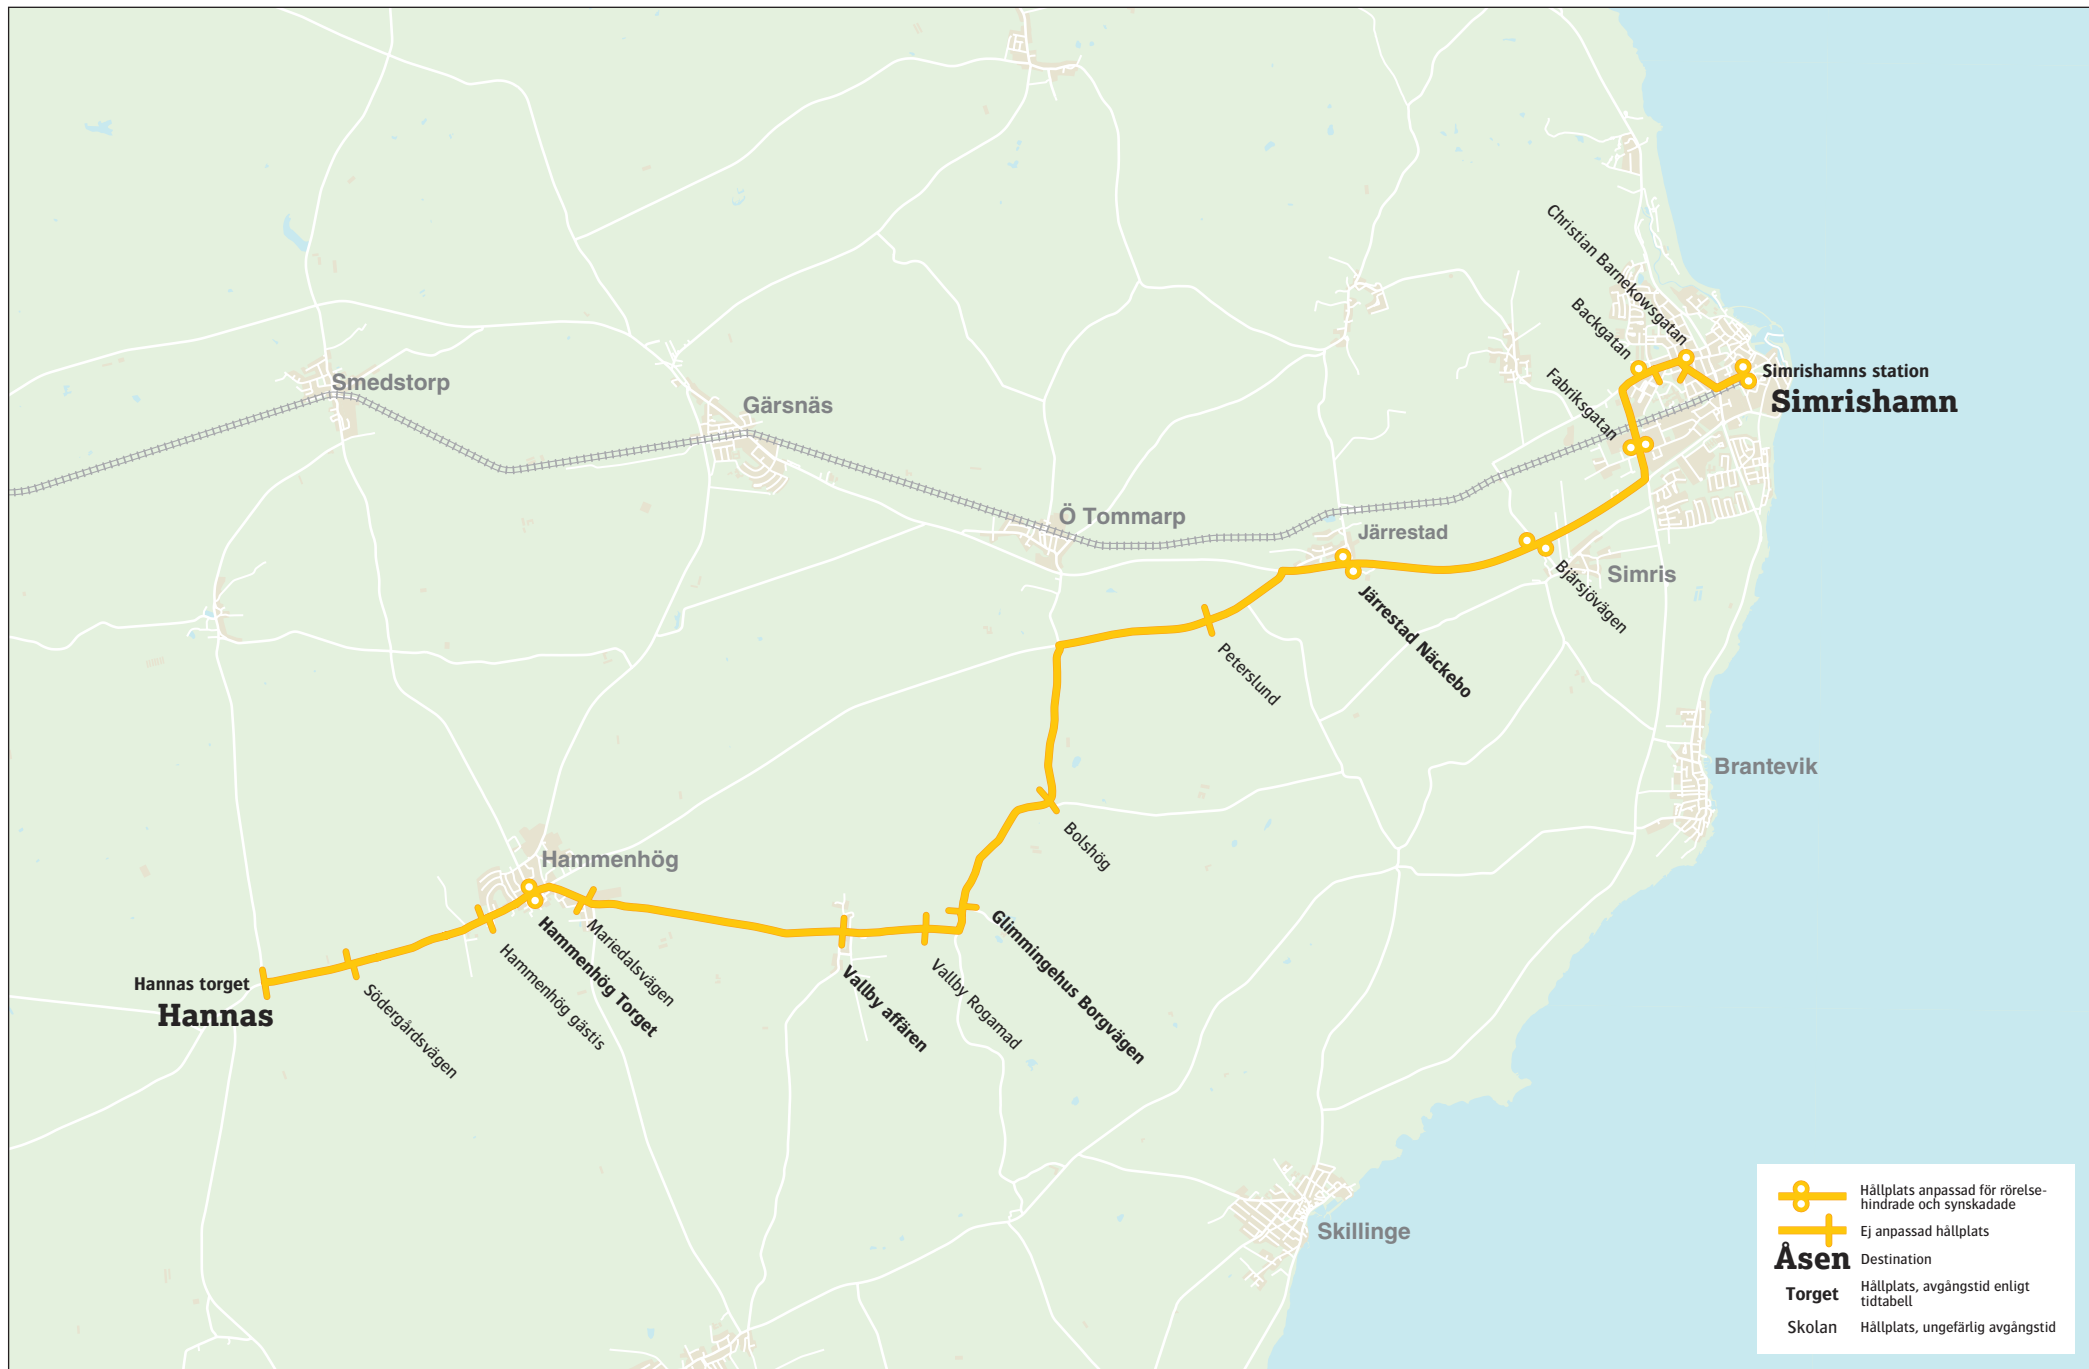 Christian Barnekowsgatan
Backgatan
Fabriksgatan
Simrishamns station
Simrishamn
Smedstorp
Gärsnäs
Ö Tommarp
Järrestad
Simris
Bjärsjövägen
Järrestad Näckebo
Peterslund
Brantevik
Bolshög
Hammenhög
Mariedalsvägen
Hammenhög Torget
Hammenhög gästis
Södergårdsvägen
Hannas torget
Hannas
Vallby affären
Vallby Rogamad
Glimmingehus Borgvägen
Skillinge
Hållplats anpassad för rörelse-
hindrade och synskadade
Ej anpassad hållplats
Åsen Destination
Torget Hållplats, avgångstid enligt
tidtabell
Skolan Hållplats, ungefärlig avgångstid